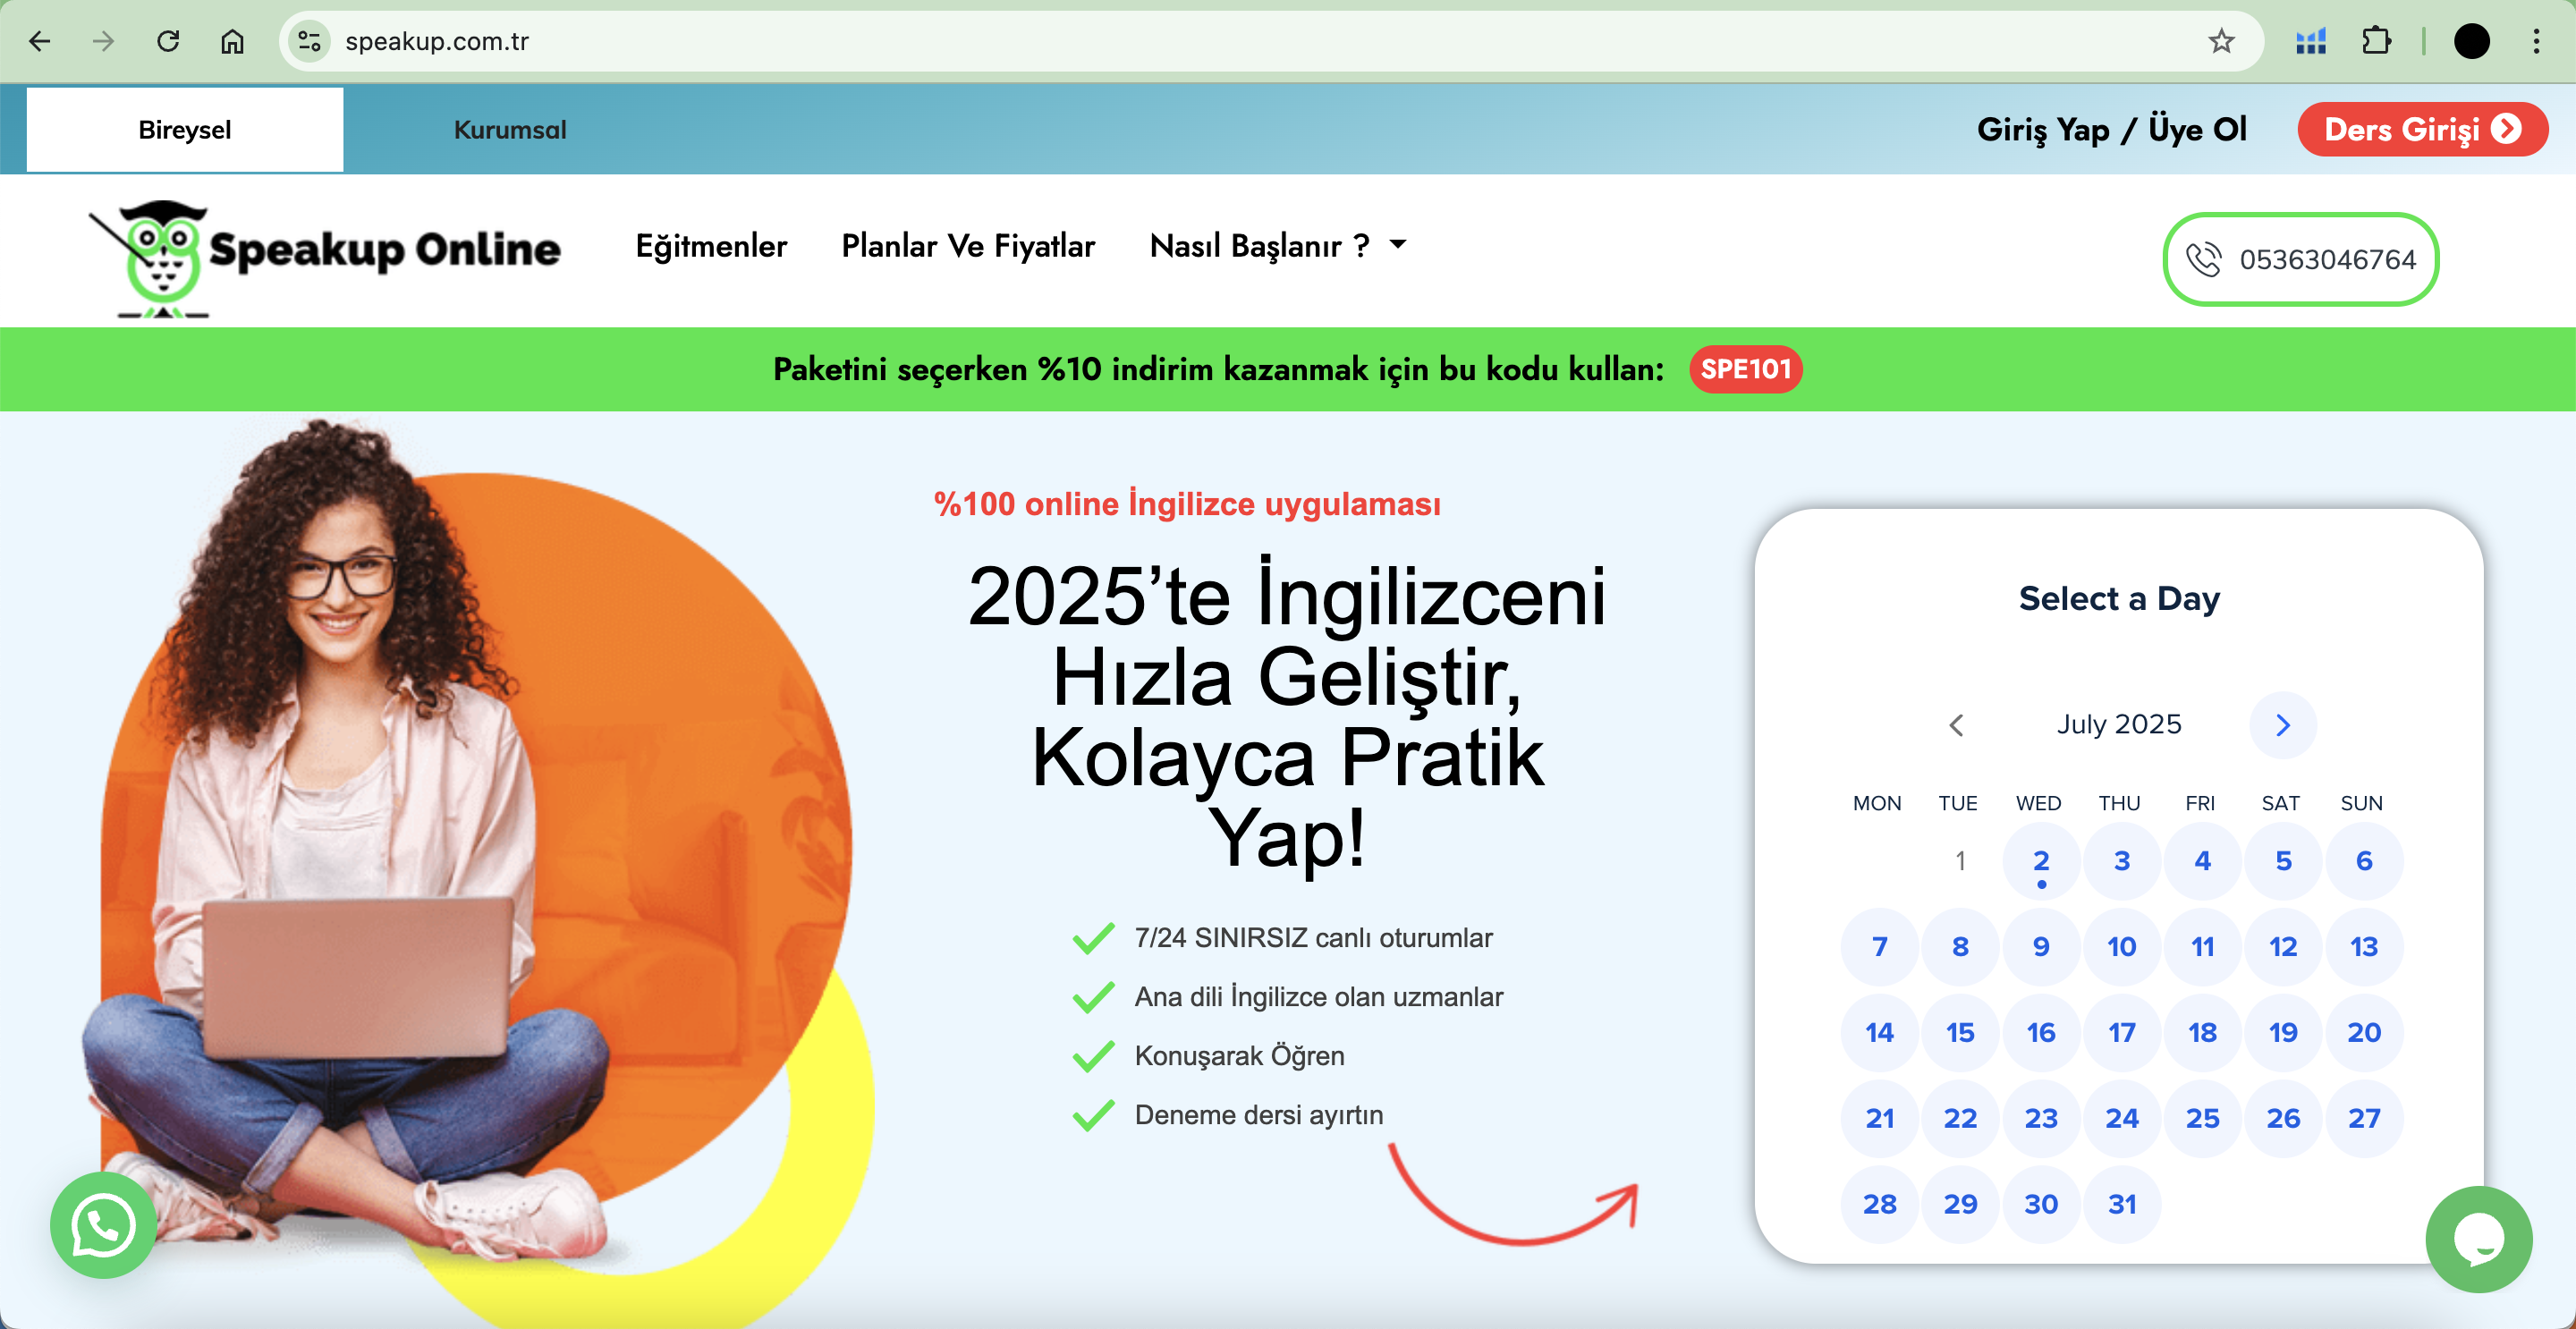 speakup.com.tr
Bireysel
Kurumsal
Giriş Yap / Üye Ol
Ders Girişi
Speakup Online
Eğitmenler
Planlar Ve Fiyatlar
Nasıl Başlanır ?
05363046764
Paketini seçerken %10 indirim kazanmak için bu kodu kullan: SPE101
%100 online İngilizce uygulaması
2025’te İngilizceni
Hızla Geliştir,
Kolayca Pratik
Yap!
7/24 SINIRSIZ canlı oturumlar
Ana dili İngilizce olan uzmanlar
Konuşarak Öğren
Deneme dersi ayırtın
Select a Day
July 2025
MON TUE WED THU FRI SAT SUN
1 2 3 4 5 6
7 8 9 10 11 12 13
14 15 16 17 18 19 20
21 22 23 24 25 26 27
28 29 30 31